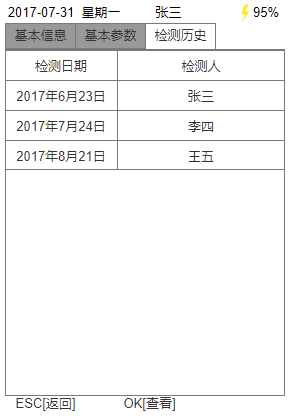 2017-07-31 星期一 张三 95%
基本信息 基本参数 检测历史
检测日期 检测人
2017年6月23日 张三
2017年7月24日 李四
2017年8月21日 王五
ESC[返回] OK[查看]